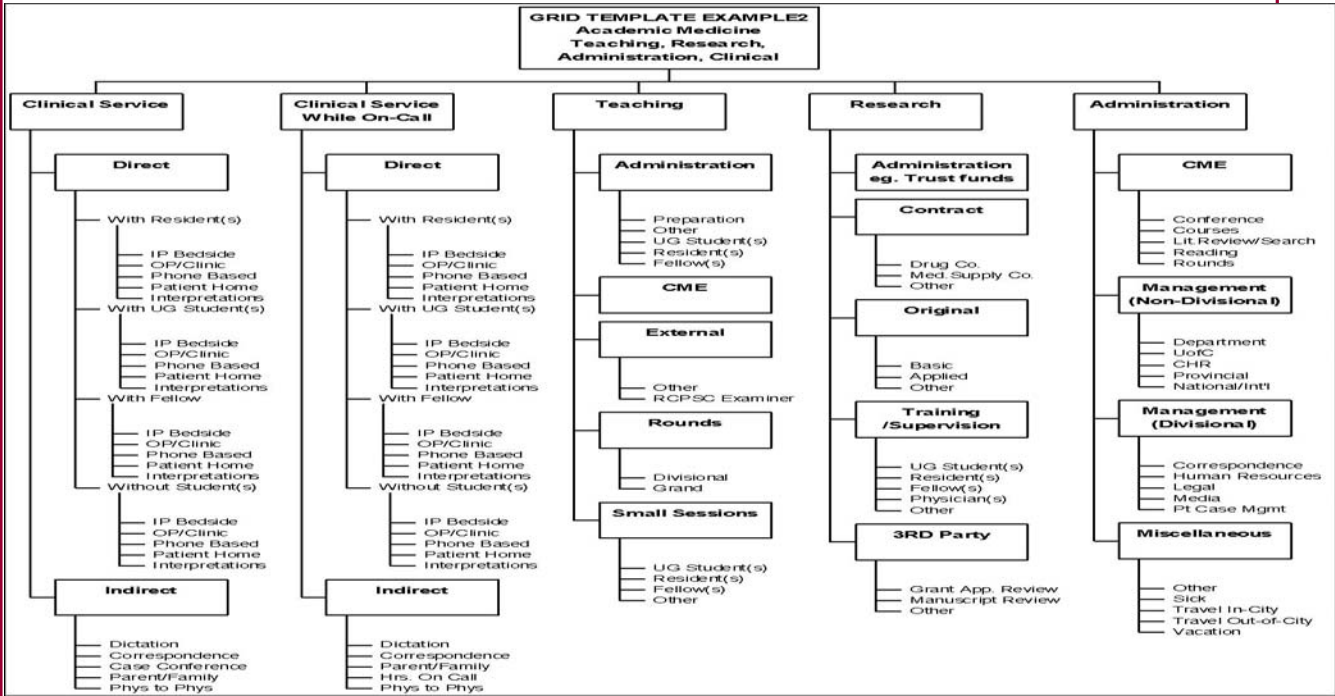 GRID TEMPLATE EXAMPLE2
Academic Medicine
Teaching, Research,
Administration, Clinical
Clinical Service
Direct
With Resident(s)
IP Bedside
OP/Clinic
Phone Based
Patient Home
Interpretations
With UG Student(s)
IP Bedside
OP/Clinic
Phone Based
Patient Home
Interpretations
With Fellow
IP Bedside
OP/Clinic
Phone Based
Patient Home
Interpretations
Without Student(s)
IP Bedside
OP/Clinic
Phone Based
Patient Home
Interpretations
Indirect
Dictation
Correspondence
Case Conference
Parent/Family
Phys to Phys
Clinical Service
While On-Call
Direct
With Resident(s)
IP Bedside
OP/Clinic
Phone Based
Patient Home
Interpretations
With UG Student(s)
IP Bedside
OP/Clinic
Phone Based
Patient Home
Interpretations
With Fellow
IP Bedside
OP/Clinic
Phone Based
Patient Home
Interpretations
Without Student(s)
IP Bedside
OP/Clinic
Phone Based
Patient Home
Interpretations
Indirect
Dictation
Correspondence
Parent/Family
Hrs. On Call
Phys to Phys
Teaching
Administration
Preparation
Other
UG Student(s)
Resident(s)
Fellow(s)
CME
External
Other
RCPSC Examiner
Rounds
Divisional
Grand
Small Sessions
UG Student(s)
Resident(s)
Fellow(s)
Other
Research
Administration
eg. Trust funds
Contract
Drug Co.
Med.Supply Co.
Other
Original
Basic
Applied
Other
Training
/Supervision
UG Student(s)
Resident(s)
Fellow(s)
Physician(s)
Other
3RD Party
Grant App. Review
Manuscript Review
Other
Administration
CME
Conference
Courses
Lit.Review/Search
Reading
Rounds
Management
(Non-Divisional)
Department
UofC
CHR
Provincial
National/Int'l
Management
(Divisional)
Correspondence
Human Resources
Legal
Media
Pt Case Mgmt
Miscellaneous
Other
Sick
Travel In-City
Travel Out-of-City
Vacation